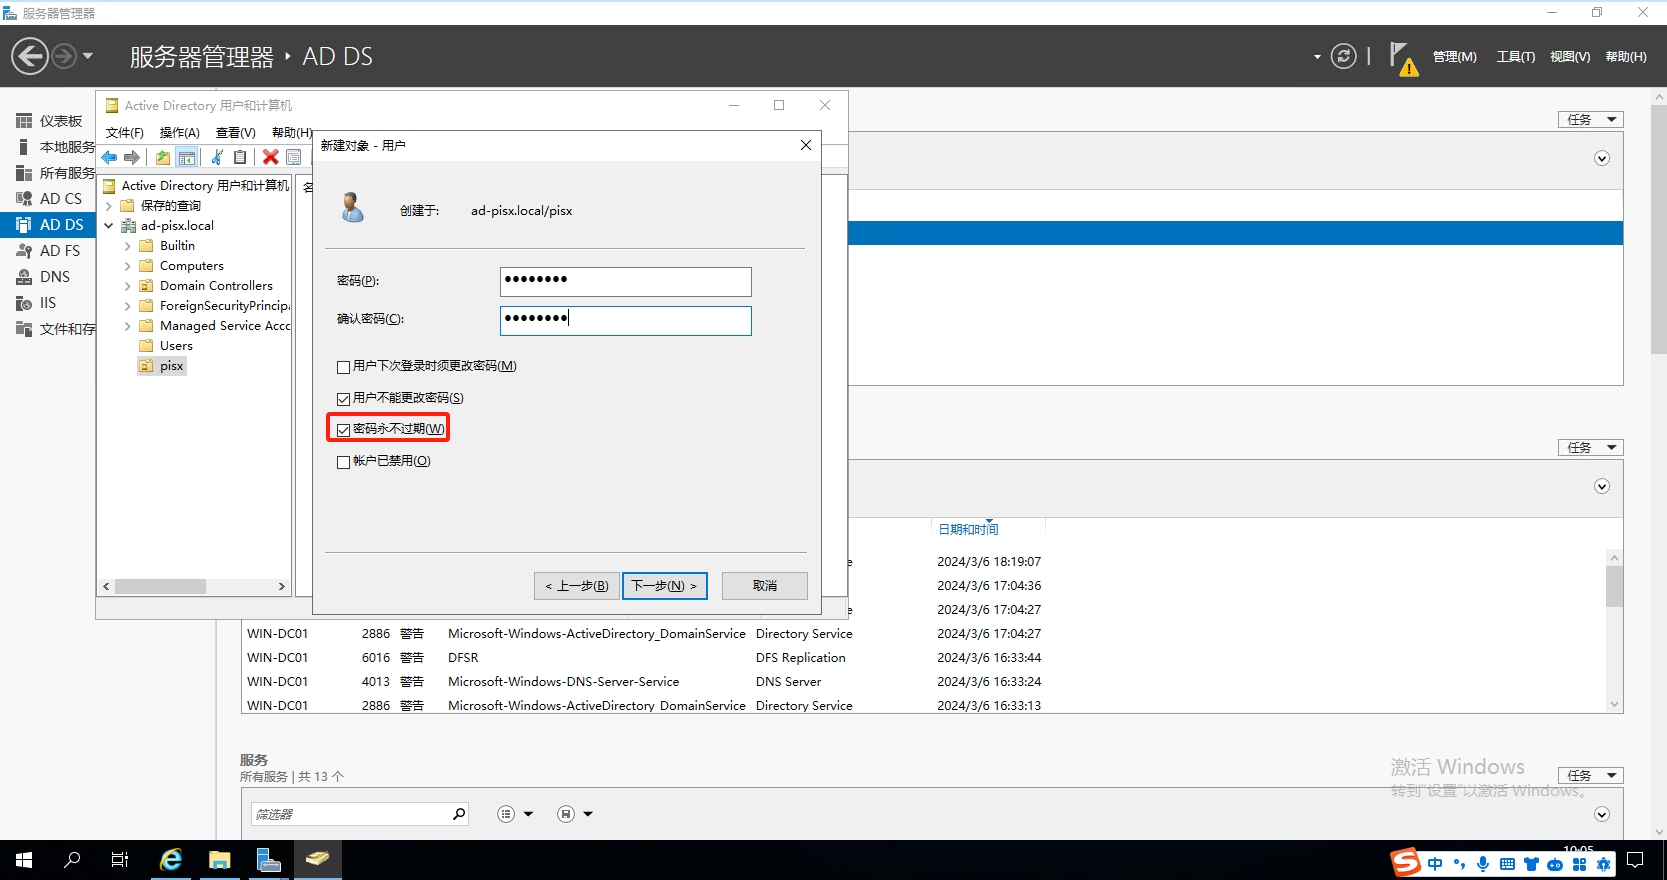 服务器管理器
服务器管理器 · AD DS
管理(M) 工具(T) 视图(V) 帮助(H)
仪表板
本地服务
所有服务
AD CS
AD DS
AD FS
DNS
IIS
文件和存
Active Directory 用户和计算机
文件(F) 操作(A) 查看(V) 帮助(H)
Active Directory 用户和计算机
保存的查询
ad-pisx.local
Builtin
Computers
Domain Controllers
ForeignSecurityPrincip
Managed Service Acco
Users
pisx
新建对象 - 用户
创建于: ad-pisx.local/pisx
密码(P):
确认密码(C):
用户下次登录时须更改密码(M)
用户不能更改密码(S)
密码永不过期(W)
帐户已禁用(O)
< 上一步(B) 下一步(N) > 取消
任务
任务
日期和时间
2024/3/6 18:19:07
2024/3/6 17:04:36
2024/3/6 17:04:27
WIN-DC01 2886 警告 Microsoft-Windows-ActiveDirectory_DomainService Directory Service 2024/3/6 17:04:27
WIN-DC01 6016 警告 DFSR DFS Replication 2024/3/6 16:33:44
WIN-DC01 4013 警告 Microsoft-Windows-DNS-Server-Service DNS Server 2024/3/6 16:33:24
WIN-DC01 2886 警告 Microsoft-Windows-ActiveDirectory_DomainService Directory Service 2024/3/6 16:33:13
服务
所有服务 | 共 13 个
任务
筛选器
激活 Windows
转到"设置"以激活 Windows。
中